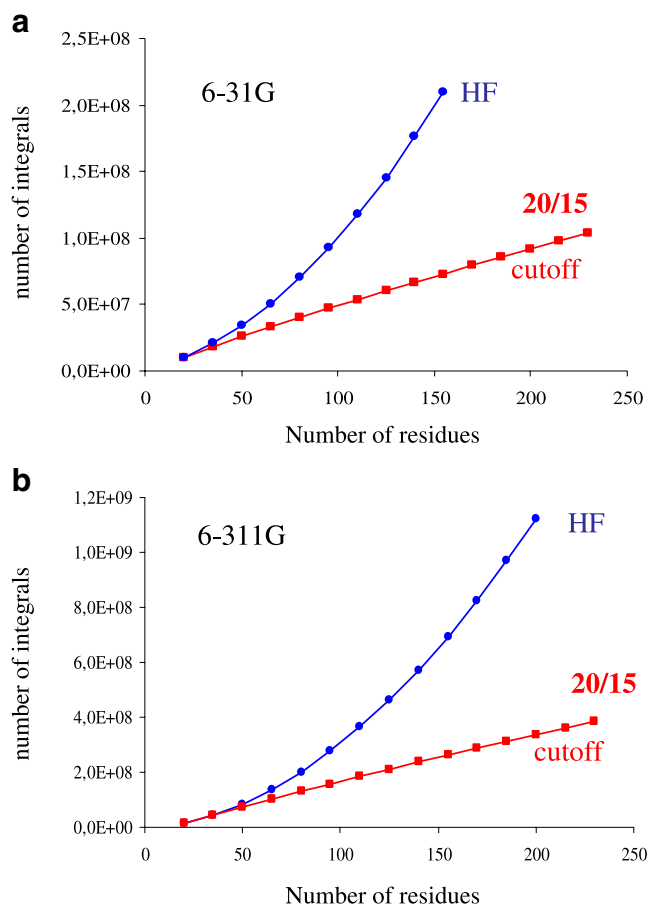 a
2,5E+08
2,0E+08
1,5E+08
1,0E+08
5,0E+07
0,0E+00
number of integrals
6-31G
HF
20/15
cutoff
0 50 100 150 200 250
Number of residues
b
1,2E+09
1,0E+09
8,0E+08
6,0E+08
4,0E+08
2,0E+08
0,0E+00
number of integrals
6-311G
HF
20/15
cutoff
0 50 100 150 200 250
Number of residues